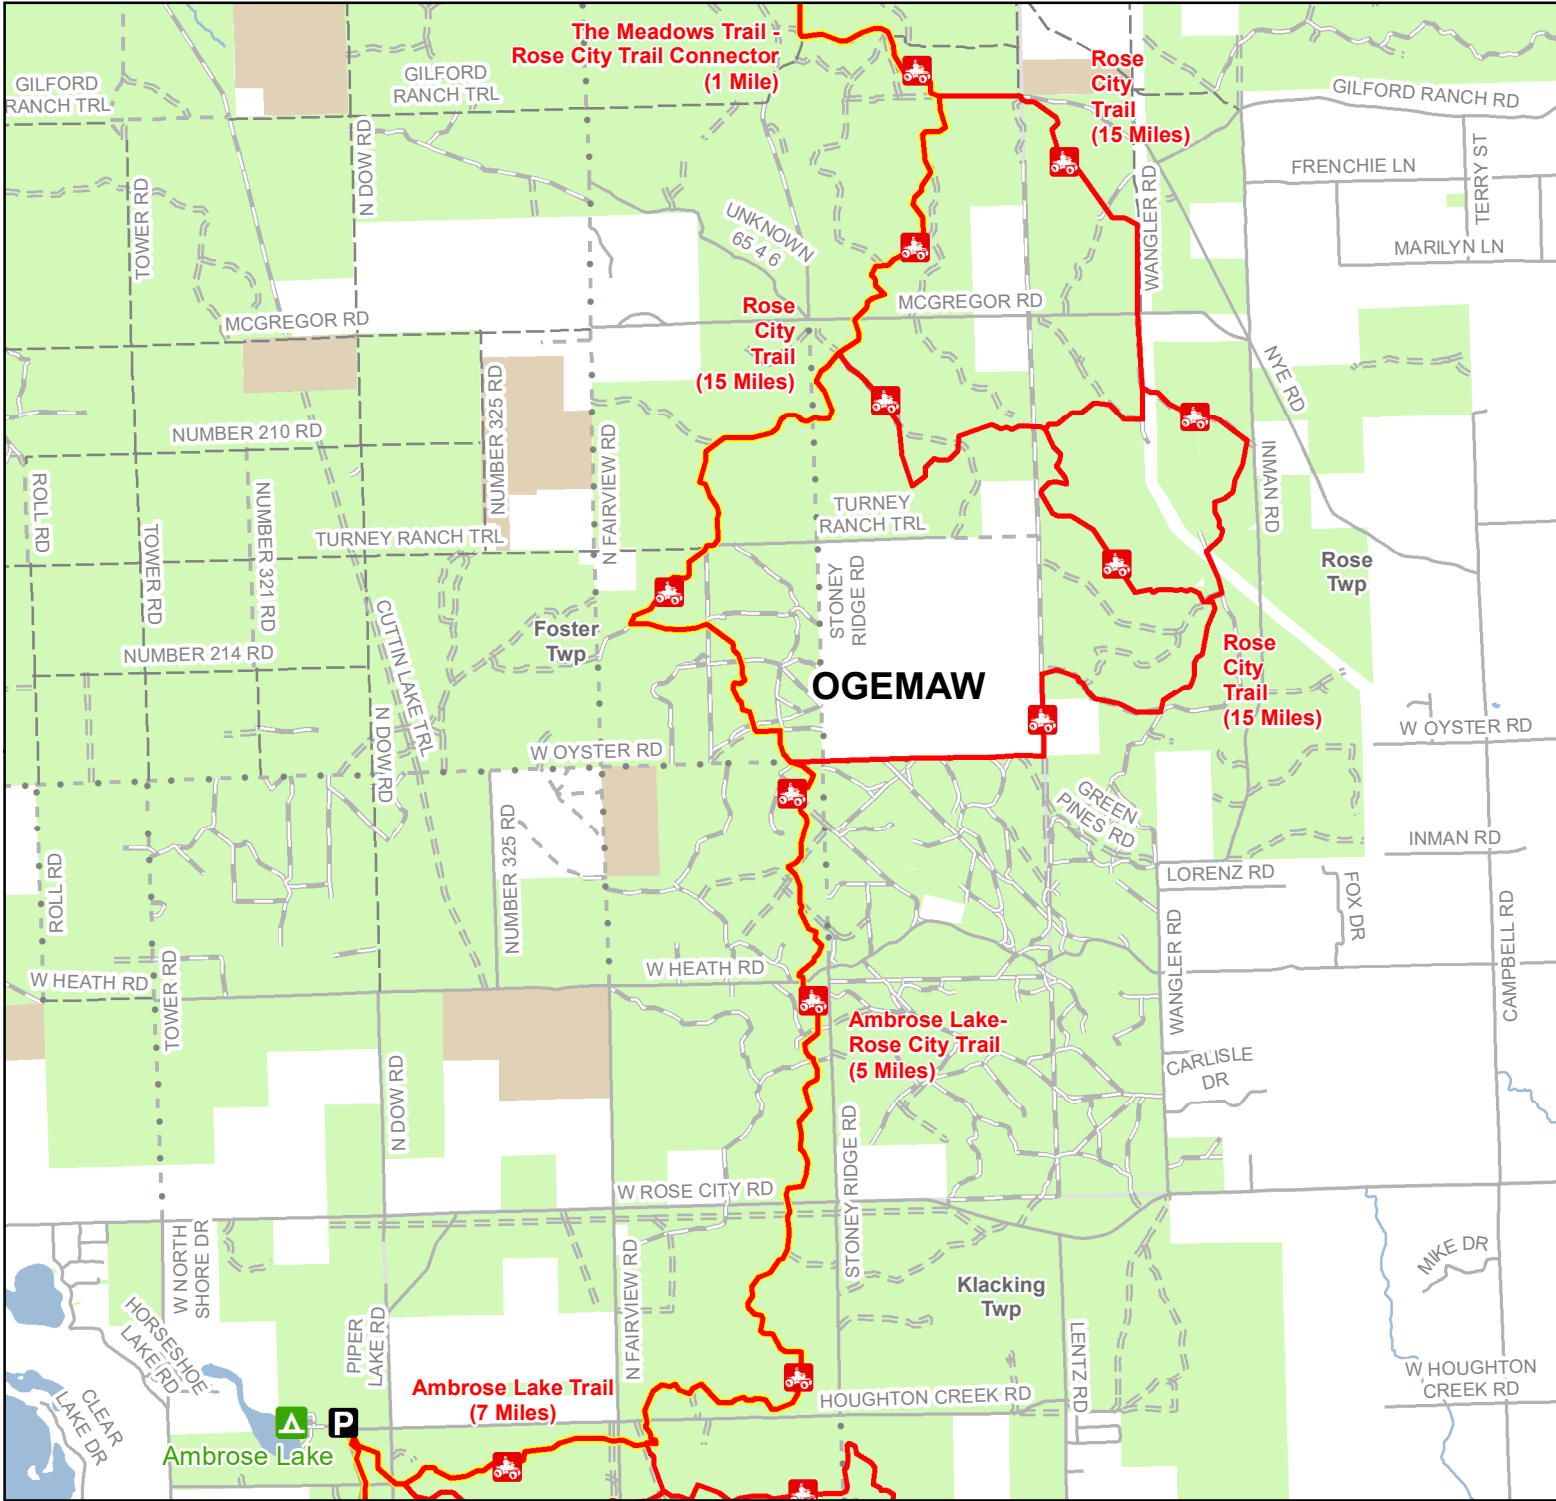 The Meadows Trail -
Rose City Trail Connector
(1 Mile)
Rose
City
Trail
(15 Miles)
GILFORD
RANCH TRL
GILFORD
RANCH TRL
GILFORD RANCH RD
N DOW RD
FRENCHIE LN
TERRY ST
TOWER RD
WANGLER RD
UNKNOWN
65 4 6
MARILYN LN
MCGREGOR RD
MCGREGOR RD
Rose
City
Trail
(15 Miles)
NYE RD
NUMBER 325 RD
NUMBER 210 RD
N FAIRVIEW RD
INMAN RD
ROLL RD
NUMBER 321 RD
TURNEY
RANCH TRL
TURNEY RANCH TRL
TOWER RD
STONEY
RIDGE RD
Rose
Twp
CUTTIN LAKE TRL
Foster
Twp
NUMBER 214 RD
Rose
City
Trail
(15 Miles)
OGEMAW
N DOW RD
W OYSTER RD
W OYSTER RD
GREEN
PINES RD
NUMBER 325 RD
INMAN RD
ROLL RD
LORENZ RD
FOX DR
CAMPBELL RD
WANGLER RD
W HEATH RD
W HEATH RD
TOWER RD
Ambrose Lake-
Rose City Trail
(5 Miles)
CARLISLE
DR
N DOW RD
STONEY RIDGE RD
W ROSE CITY RD
W NORTH
SHORE DR
N FAIRVIEW RD
MIKE DR
Klacking
Twp
HORSESHOE
LAKE RD
PIPER
LAKE RD
LENTZ RD
W HOUGHTON
CREEK RD
Ambrose Lake Trail
(7 Miles)
HOUGHTON CREEK RD
CLEAR
LAKE DR
P
Ambrose Lake